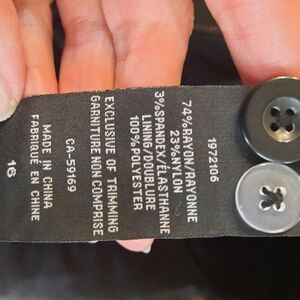 1972106
74%RAYON/RAYONNE
23%NYLON
3%SPANDEX/ÉLASTHANNE
LINING/DOUBLURE
100%POLYESTER
EXCLUSIVE OF TRIMMING
GARNITURE NON COMPRISE
CA-59169
MADE IN CHINA
FABRIQUÉ EN CHINE
16